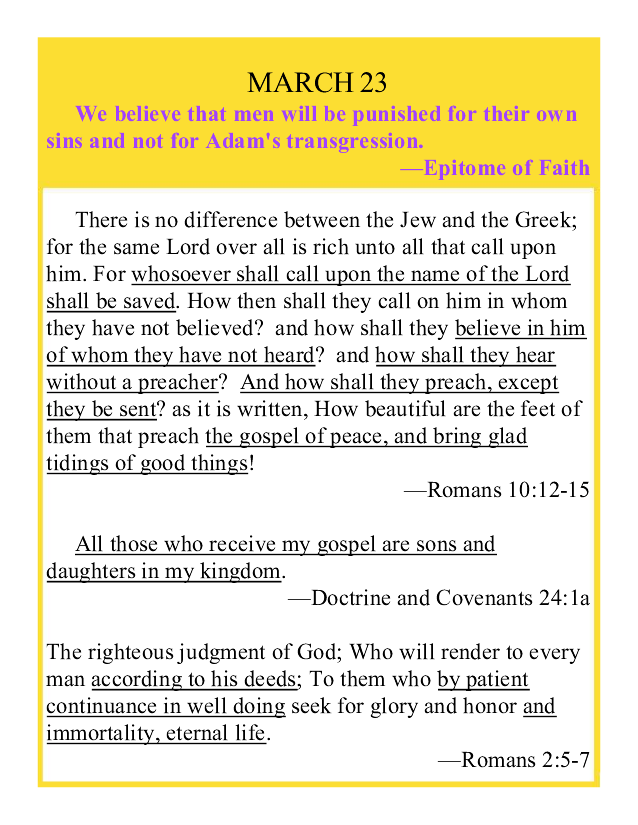 MARCH 23
We believe that men will be punished for their own
sins and not for Adam's transgression.
—Epitome of Faith
There is no difference between the Jew and the Greek;
for the same Lord over all is rich unto all that call upon
him. For whosoever shall call upon the name of the Lord
shall be saved. How then shall they call on him in whom
they have not believed?  and how shall they believe in him
of whom they have not heard?  and how shall they hear
without a preacher?  And how shall they preach, except
they be sent? as it is written, How beautiful are the feet of
them that preach the gospel of peace, and bring glad
tidings of good things!
—Romans 10:12-15
All those who receive my gospel are sons and
daughters in my kingdom.
—Doctrine and Covenants 24:1a
The righteous judgment of God; Who will render to every
man according to his deeds; To them who by patient
continuance in well doing seek for glory and honor and
immortality, eternal life.
—Romans 2:5-7